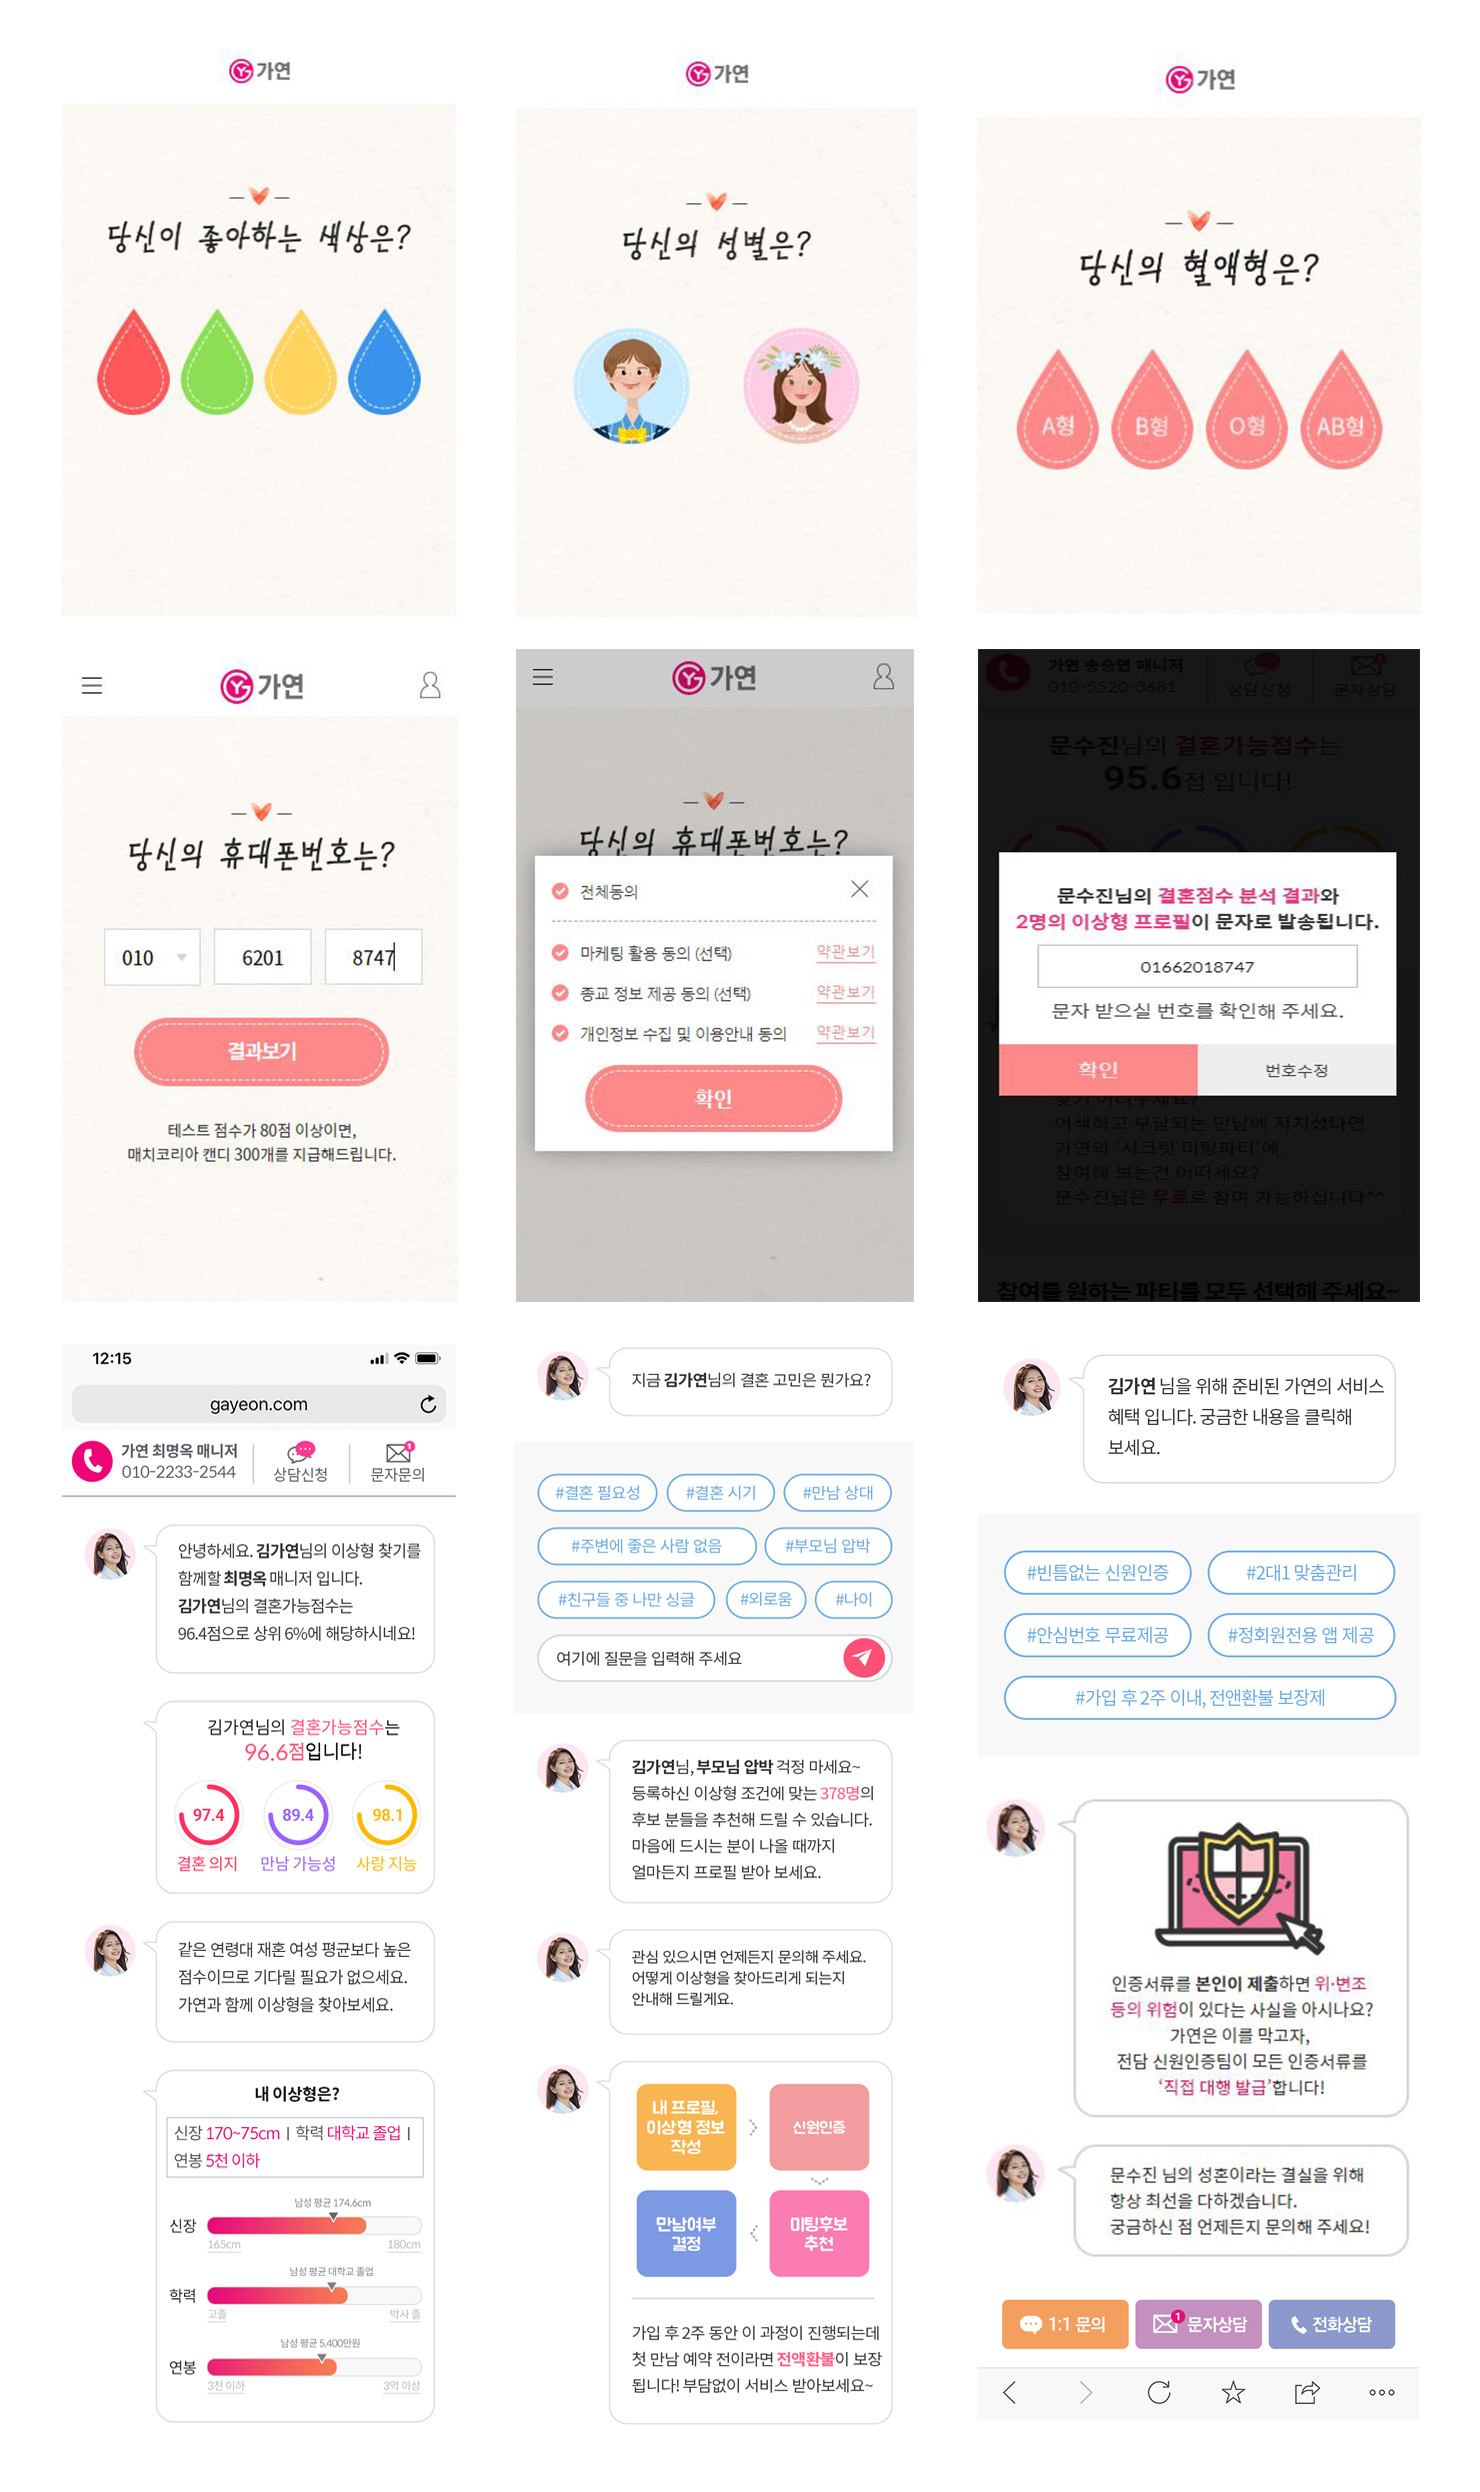 가연
당신이 좋아하는 색상은?
가연
당신의 성별은?
가연
당신의 혈액형은?
A형
B형
O형
AB형
가연
당신의 휴대폰번호는?
010
6201
8747
결과보기
테스트 점수가 80점 이상이면,
매치코리아 캔디 300개를 지급해드립니다.
가연
당신의 휴대폰번호는?
전체동의
마케팅 활용 동의 (선택)
약관보기
종교 정보 제공 동의 (선택)
약관보기
개인정보 수집 및 이용안내 동의
약관보기
확인
가연 송승연 매니저
010-5520-3681
상담신청
문자상담
문수진님의 결혼가능점수는
95.6점 입니다!
문수진님의 결혼점수 분석 결과와
2명의 이상형 프로필이 문자로 발송됩니다.
01662018747
문자 받으실 번호를 확인해 주세요.
확인
번호수정
어색하고 부담되는 만남에 지치셨다면
가연의 '시크릿 미팅파티'에
참여해 보는건 어떠세요?
문수진님은 무료로 참여 가능하십니다^^
참여를 원하는 파티를 모두 선택해 주세요~
12:15
gayeon.com
가연 최명옥 매니저
010-2233-2544
상담신청
1
문자문의
안녕하세요. 김가연님의 이상형 찾기를
함께할 최명옥 매니저 입니다.
김가연님의 결혼가능점수는
96.4점으로 상위 6%에 해당하시네요!
김가연님의 결혼가능점수는
96.6점입니다!
97.4
89.4
98.1
결혼 의지
만남 가능성
사랑 지능
같은 연령대 재혼 여성 평균보다 높은
점수이므로 기다릴 필요가 없으세요.
가연과 함께 이상형을 찾아보세요.
내 이상형은?
신장 170~75cm | 학력 대학교 졸업 |
연봉 5천 이하
남성 평균 174.6cm
신장
165cm
180cm
남성 평균 대학교 졸업
학력
고졸
박사 졸
남성 평균 5,400만원
연봉
3천 이하
3억 이상
지금 김가연님의 결혼 고민은 뭔가요?
#결혼 필요성
#결혼 시기
#만남 상대
#주변에 좋은 사람 없음
#부모님 압박
#친구들 중 나만 싱글
#외로움
#나이
여기에 질문을 입력해 주세요
김가연님, 부모님 압박 걱정 마세요~
등록하신 이상형 조건에 맞는 378명의
후보 분들을 추천해 드릴 수 있습니다.
마음에 드시는 분이 나올 때까지
얼마든지 프로필 받아 보세요.
관심 있으시면 언제든지 문의해 주세요.
어떻게 이상형을 찾아드리게 되는지
안내해 드릴게요.
내 프로필,
이상형 정보
작성
신원인증
만남여부
결정
미팅후보
추천
가입 후 2주 동안 이 과정이 진행되는데
첫 만남 예약 전이라면 전액환불이 보장
됩니다! 부담없이 서비스 받아보세요~
김가연 님을 위해 준비된 가연의 서비스
혜택 입니다. 궁금한 내용을 클릭해
보세요.
#빈틈없는 신원인증
#2대1 맞춤관리
#안심번호 무료제공
#정회원전용 앱 제공
#가입 후 2주 이내, 전앤환불 보장제
인증서류를 본인이 제출하면 위·변조
등의 위험이 있다는 사실을 아시나요?
가연은 이를 막고자,
전담 신원인증팀이 모든 인증서류를
'직접 대행 발급'합니다!
문수진 님의 성혼이라는 결실을 위해
항상 최선을 다하겠습니다.
궁금하신 점 언제든지 문의해 주세요!
1:1 문의
1
문자상담
전화상담